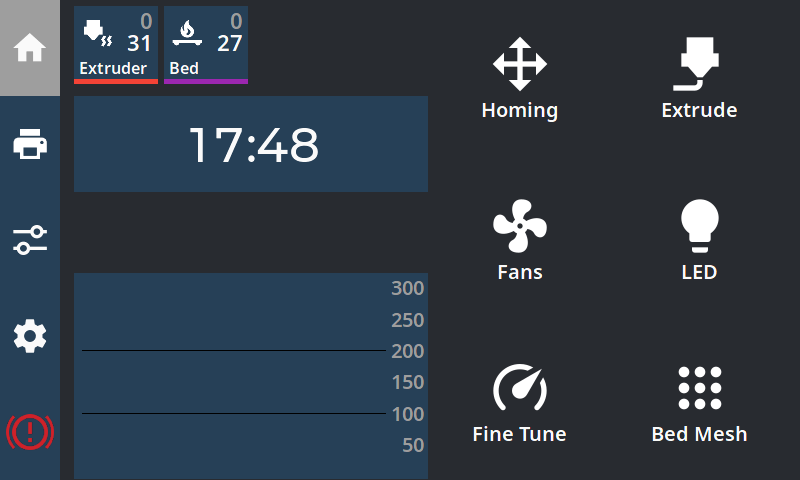 0
31
Extruder
0
27
Bed
17:48
300
250
200
150
100
50
Homing
Extrude
Fans
LED
Fine Tune
Bed Mesh